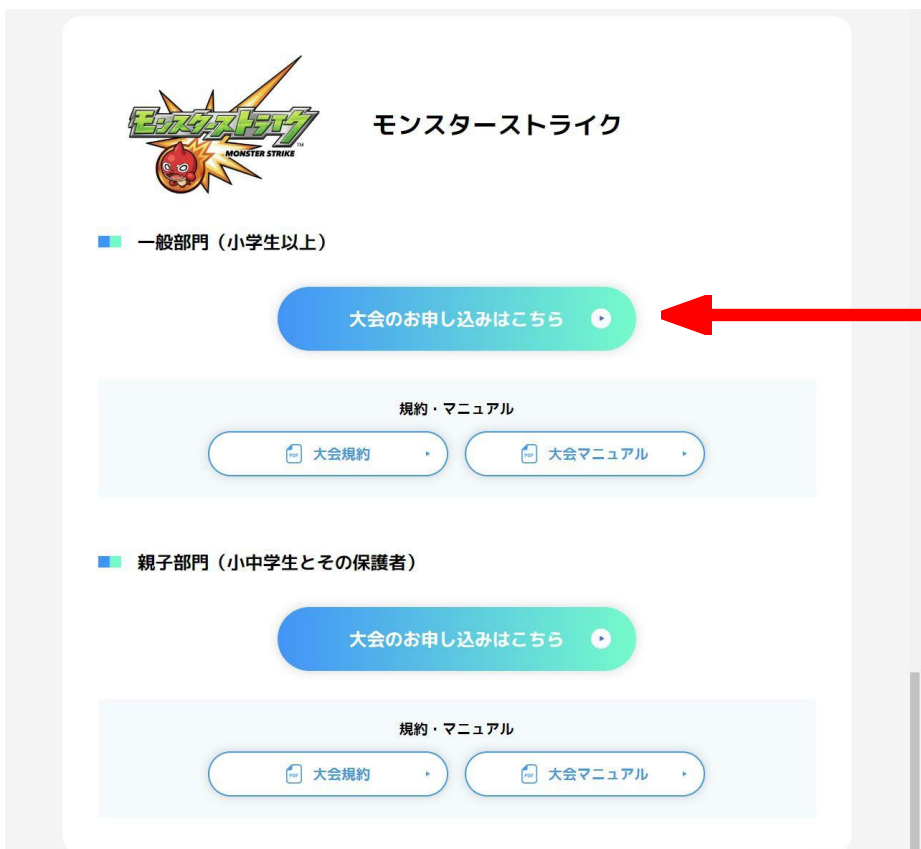 モンスターストライク
TM
MONSTER STRIKE
モンスターストライク
一般部門（小学生以上）
大会のお申し込みはこちら
規約・マニュアル
PDF 大会規約
PDF 大会マニュアル
親子部門（小中学生とその保護者）
大会のお申し込みはこちら
規約・マニュアル
PDF 大会規約
PDF 大会マニュアル